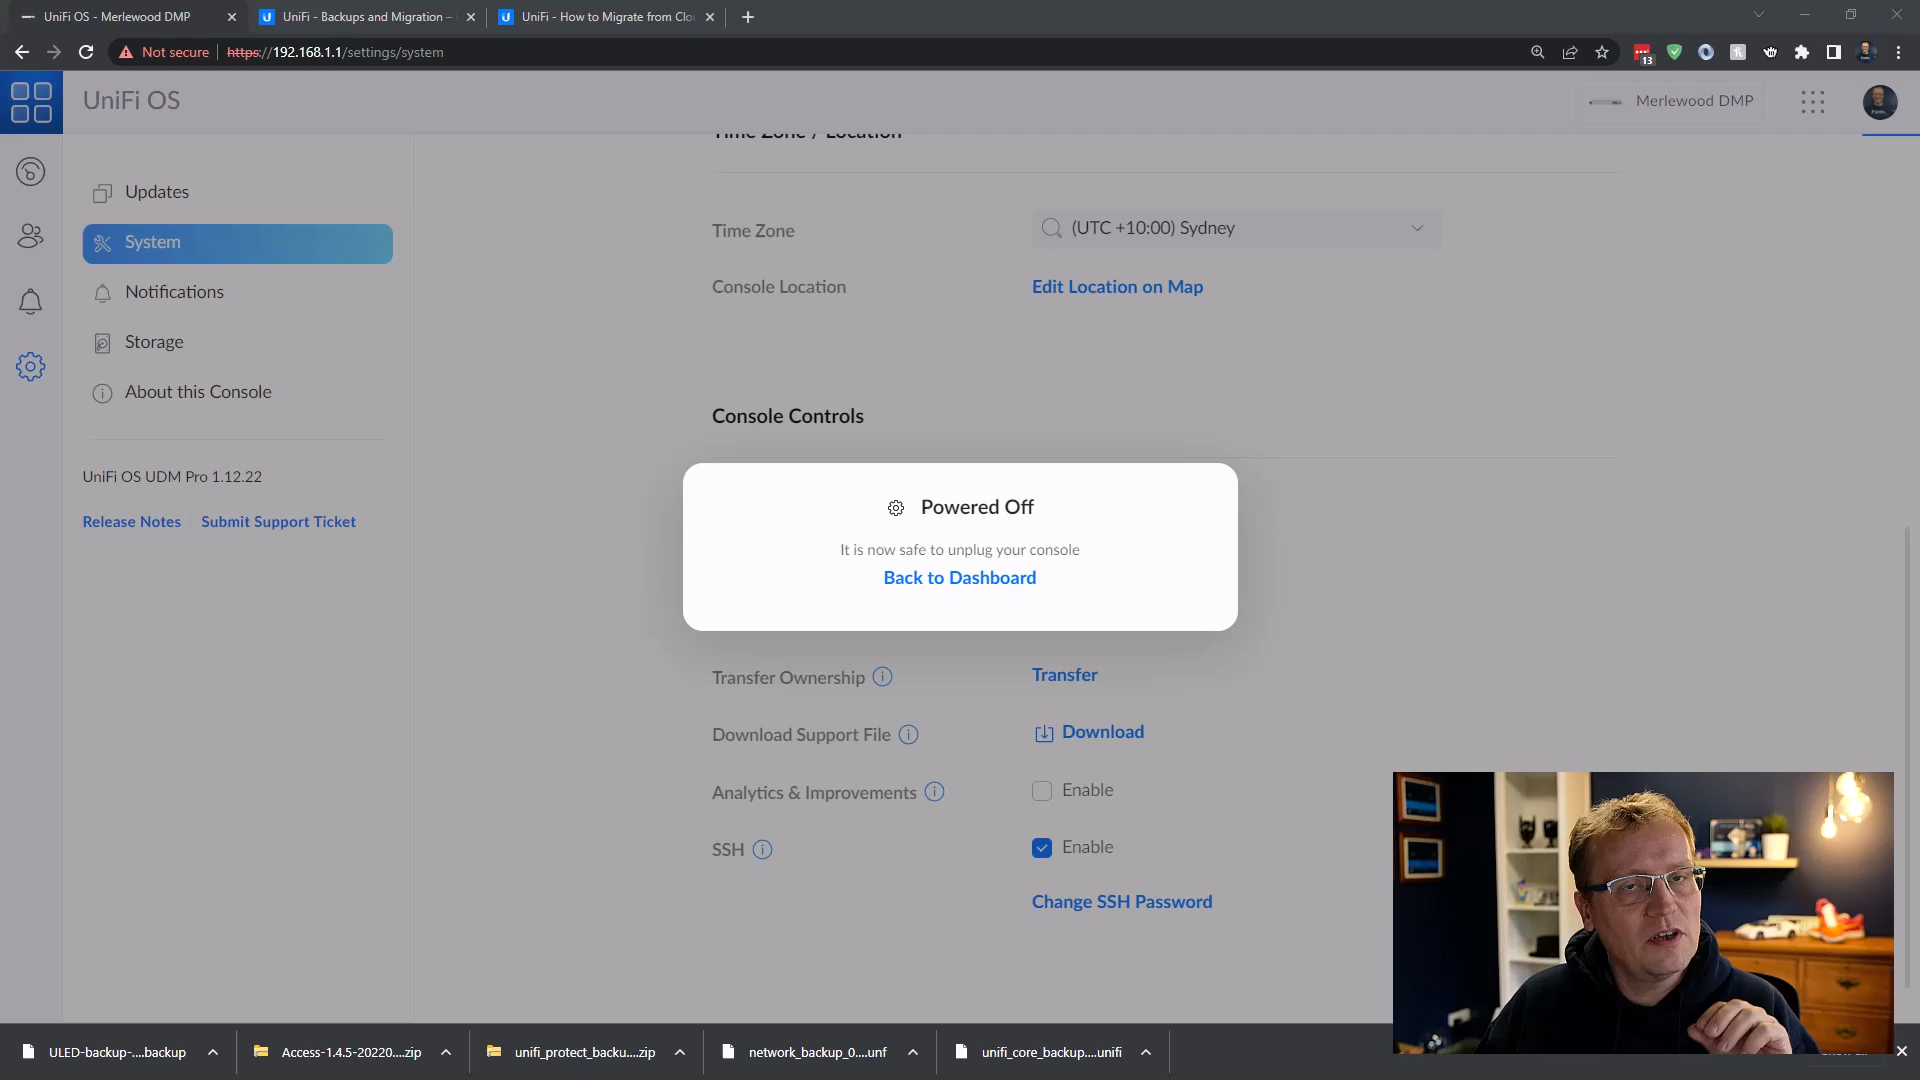 UniFi OS - Merlewood DMP
UniFi - Backups and Migration –
UniFi - How to Migrate from Clo
Not secure
https://192.168.1.1/settings/system
13
UniFi OS
Merlewood DMP
Time Zone / Location
Updates
System
Notifications
Storage
About this Console
UniFi OS UDM Pro 1.12.22
Release Notes
Submit Support Ticket
Time Zone
(UTC +10:00) Sydney
Console Location
Edit Location on Map
Console Controls
Powered Off
It is now safe to unplug your console
Back to Dashboard
Transfer Ownership
Transfer
Download Support File
Download
Analytics & Improvements
Enable
SSH
Enable
Change SSH Password
ULED-backup-....backup
Access-1.4.5-20220....zip
unifi_protect_backu....zip
network_backup_0....unf
unifi_core_backup....unifi